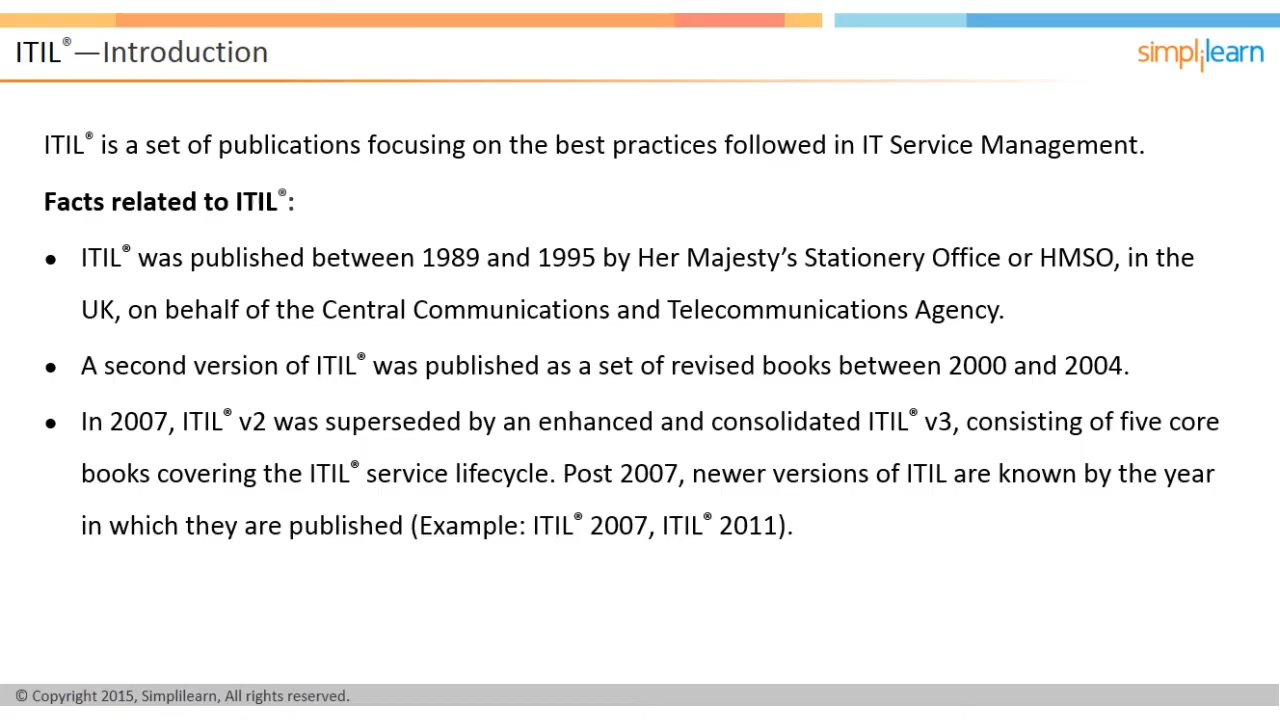 ITIL®—Introduction
simplilearn
ITIL® is a set of publications focusing on the best practices followed in IT Service Management.
Facts related to ITIL®:
● ITIL® was published between 1989 and 1995 by Her Majesty’s Stationery Office or HMSO, in the
UK, on behalf of the Central Communications and Telecommunications Agency.
● A second version of ITIL® was published as a set of revised books between 2000 and 2004.
● In 2007, ITIL® v2 was superseded by an enhanced and consolidated ITIL® v3, consisting of five core
books covering the ITIL® service lifecycle. Post 2007, newer versions of ITIL are known by the year
in which they are published (Example: ITIL® 2007, ITIL® 2011).
© Copyright 2015, Simplilearn, All rights reserved.